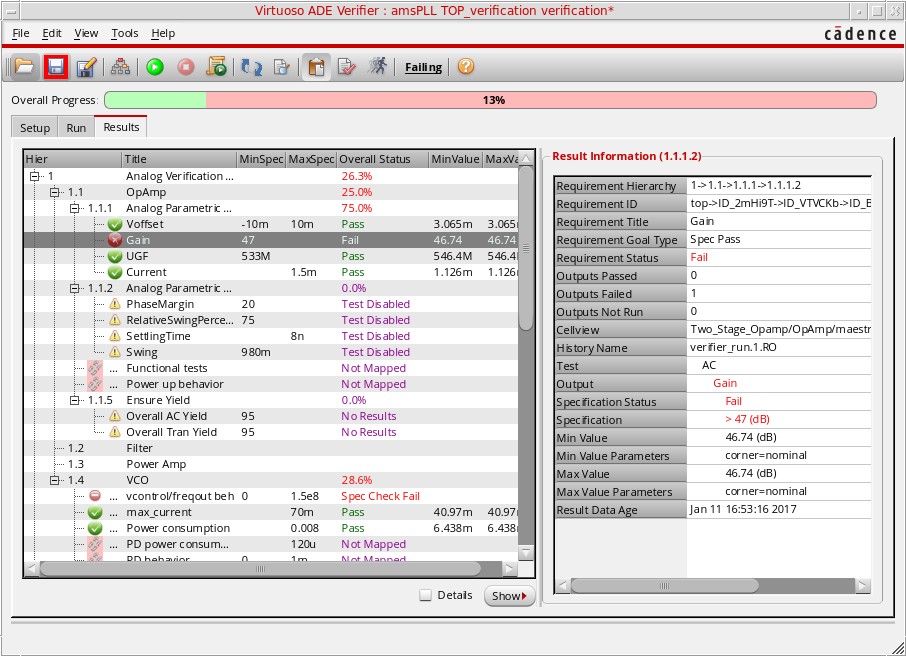 Virtuoso ADE Verifier : amsPLL TOP_verification verification*
File Edit View Tools Help
cādence
Failing
Overall Progress: 13%
Setup Run Results
Hier Title MinSpec MaxSpec Overall Status MinValue MaxVa
1 Analog Verification ... 26.3%
1.1 OpAmp 25.0%
1.1.1 Analog Parametric ... 75.0%
Voffset -10m 10m Pass 3.065m 3.065
Gain 47 Fail 46.74 46.74
UGF 533M Pass 546.4M 546.4
Current 1.5m Pass 1.126m 1.126
1.1.2 Analog Parametric ... 0.0%
PhaseMargin 20 Test Disabled
RelativeSwingPerce... 75 Test Disabled
SettlingTime 8n Test Disabled
Swing 980m Test Disabled
... Functional tests Not Mapped
... Power up behavior Not Mapped
1.1.5 Ensure Yield 0.0%
Overall AC Yield 95 No Results
Overall Tran Yield 95 No Results
1.2 Filter
1.3 Power Amp
1.4 VCO 28.6%
... vcontrol/freqout beh 0 1.5e8 Spec Check Fail
... max_current 70m Pass 40.97m 40.97
... Power consumption 0.008 Pass 6.438m 6.438
... PD power consum... 120u Not Mapped
... PD behavior 0 1m Not Mapped
Details Show
Result Information (1.1.1.2)
Requirement Hierarchy 1->1.1->1.1.1->1.1.1.2
Requirement ID top->ID_2mHi9T->ID_VTVCKb->ID_E
Requirement Title Gain
Requirement Goal Type Spec Pass
Requirement Status Fail
Outputs Passed 0
Outputs Failed 1
Outputs Not Run 0
Cellview Two_Stage_Opamp/OpAmp/maestr
History Name verifier_run.1.RO
Test AC
Output Gain
Specification Status Fail
Specification > 47 (dB)
Min Value 46.74 (dB)
Min Value Parameters corner=nominal
Max Value 46.74 (dB)
Max Value Parameters corner=nominal
Result Data Age Jan 11 16:53:16 2017